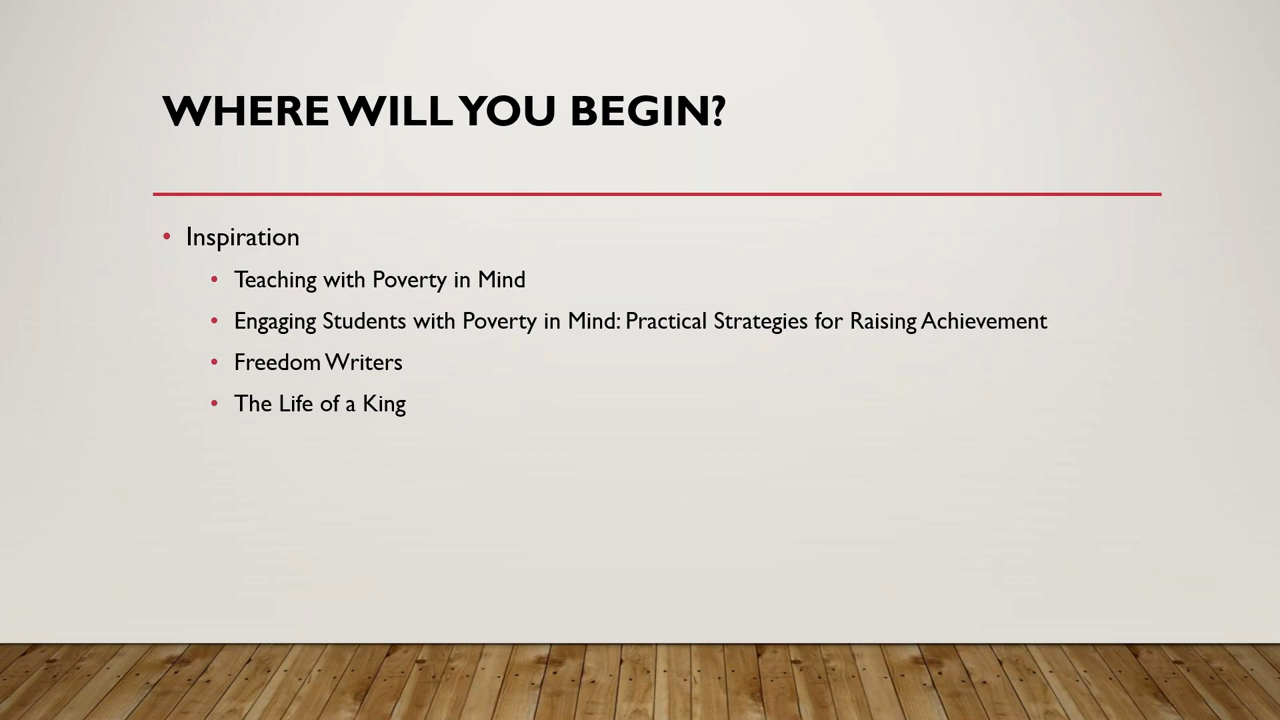 WHERE WILL YOU BEGIN?
• Inspiration
• Teaching with Poverty in Mind
• Engaging Students with Poverty in Mind: Practical Strategies for Raising Achievement
• Freedom Writers
• The Life of a King